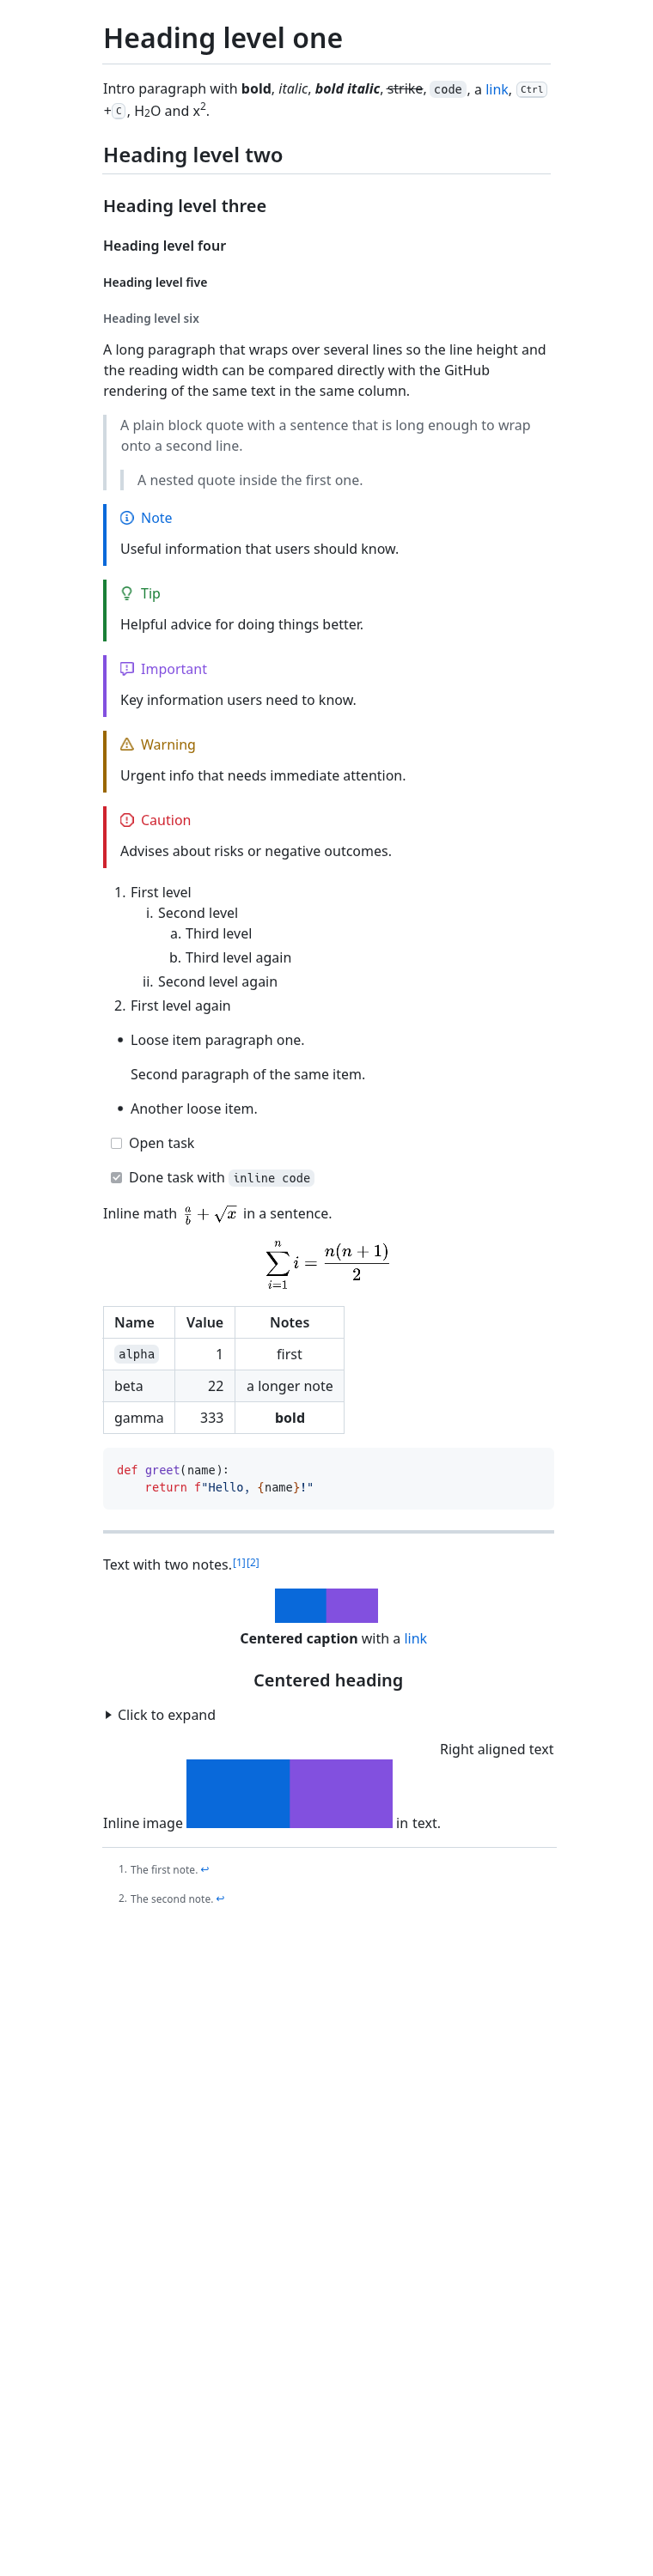 Heading level one
Intro paragraph with bold, italic, bold italic, strike, code, a link, Ctrl
+C, H2O and x2.
Heading level two
Heading level three
Heading level four
Heading level five
Heading level six
A long paragraph that wraps over several lines so the line height and
the reading width can be compared directly with the GitHub
rendering of the same text in the same column.
A plain block quote with a sentence that is long enough to wrap
onto a second line.
A nested quote inside the first one.
Note
Useful information that users should know.
Tip
Helpful advice for doing things better.
Important
Key information users need to know.
Warning
Urgent info that needs immediate attention.
Caution
Advises about risks or negative outcomes.
1. First level
i. Second level
a. Third level
b. Third level again
ii. Second level again
2. First level again
• Loose item paragraph one.
Second paragraph of the same item.
• Another loose item.
Open task
Done task with inline code
Inline math a/b + √x in a sentence.
∑ i=1 n i = n(n + 1) / 2
Name Value Notes
alpha 1 first
beta 22 a longer note
gamma 333 bold
def greet(name):
    return f"Hello, {name}!"
Text with two notes.[1][2]
Centered caption with a link
Centered heading
Click to expand
Right aligned text
Inline image in text.
1. The first note. ↩
2. The second note. ↩